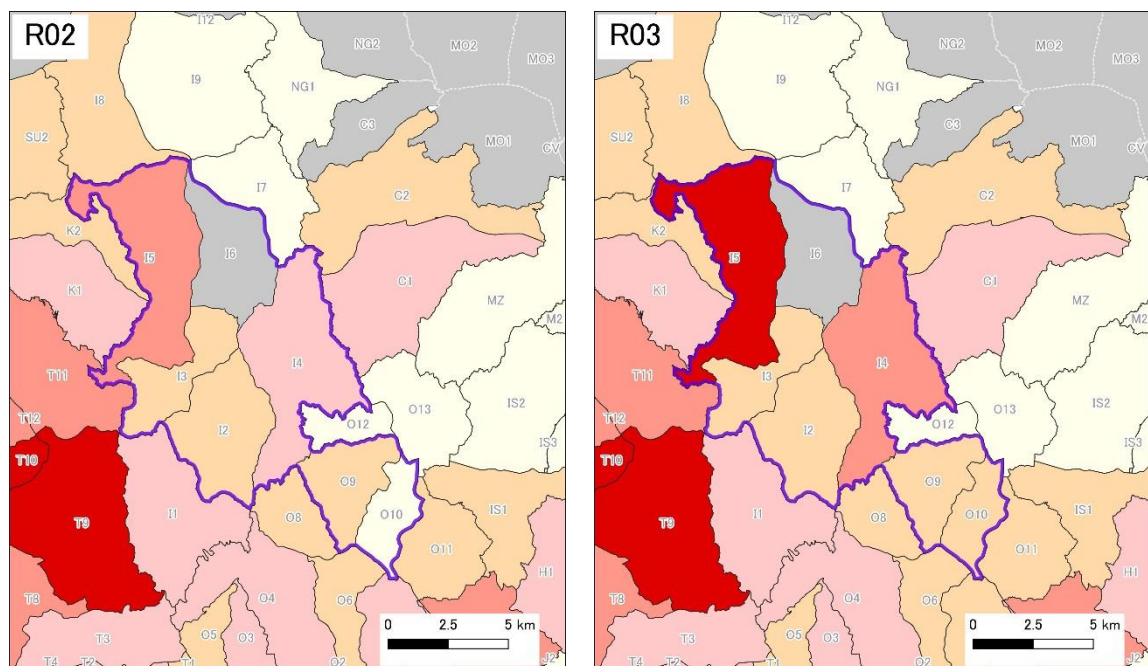 R02
I12
NG2
MO2
MO3
I9
NG1
I8
C3
SU2
MO1
CV
I7
C2
K2
I5
I6
C1
K1
MZ
M2
I4
T11
I3
O13
IS2
T12
I2
O12
IS3
T10
O9
T9
I1
O8
O10
IS1
O11
H1
T8
O4
O6
0 2.5 5 km
T3
O5
O3
T4
T2
T1
O2
J2
R03
I12
NG2
MO2
MO3
I9
NG1
I8
C3
SU2
MO1
CV
I7
C2
K2
I5
I6
C1
K1
MZ
M2
I4
T11
I3
O13
IS2
T12
I2
O12
IS3
T10
O9
T9
I1
O8
O10
IS1
O11
H1
T8
O4
O6
0 2.5 5 km
T3
O5
O3
T4
T2
T1
O2
J2